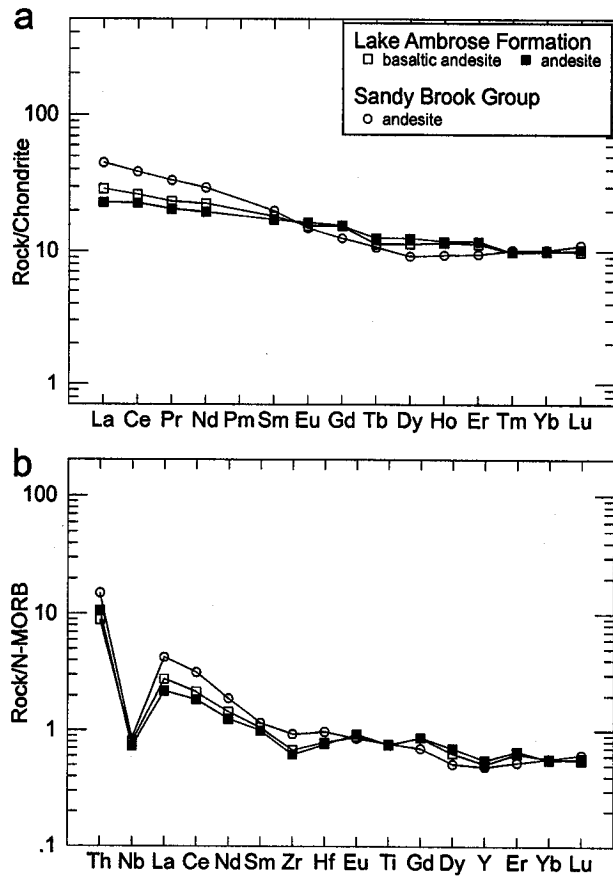 a
Lake Ambrose Formation
basaltic andesite andesite
Sandy Brook Group
andesite
Rock/Chondrite
100
10
1
La Ce Pr Nd Pm Sm Eu Gd Tb Dy Ho Er Tm Yb Lu
b
Rock/N-MORB
100
10
1
.1
Th Nb La Ce Nd Sm Zr Hf Eu Ti Gd Dy Y Er Yb Lu